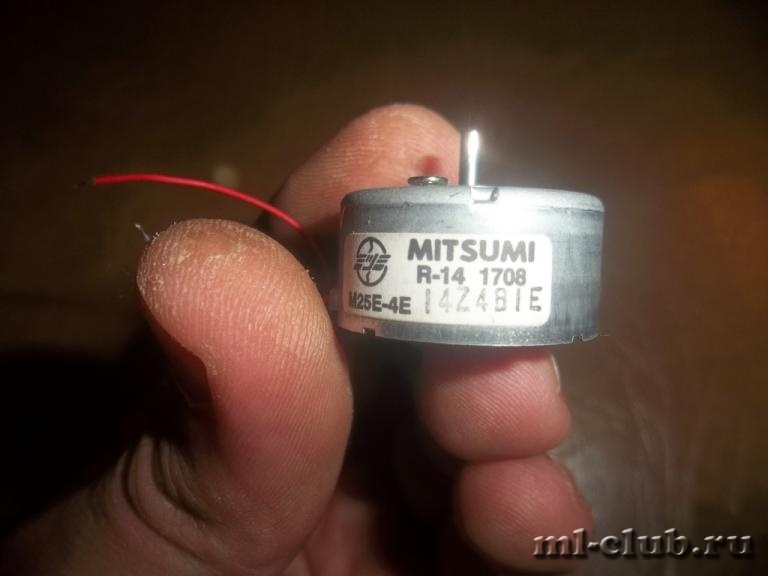 MITSUMI
R-14 1708
M25E-4E 14Z4B1E
ml-club.ru